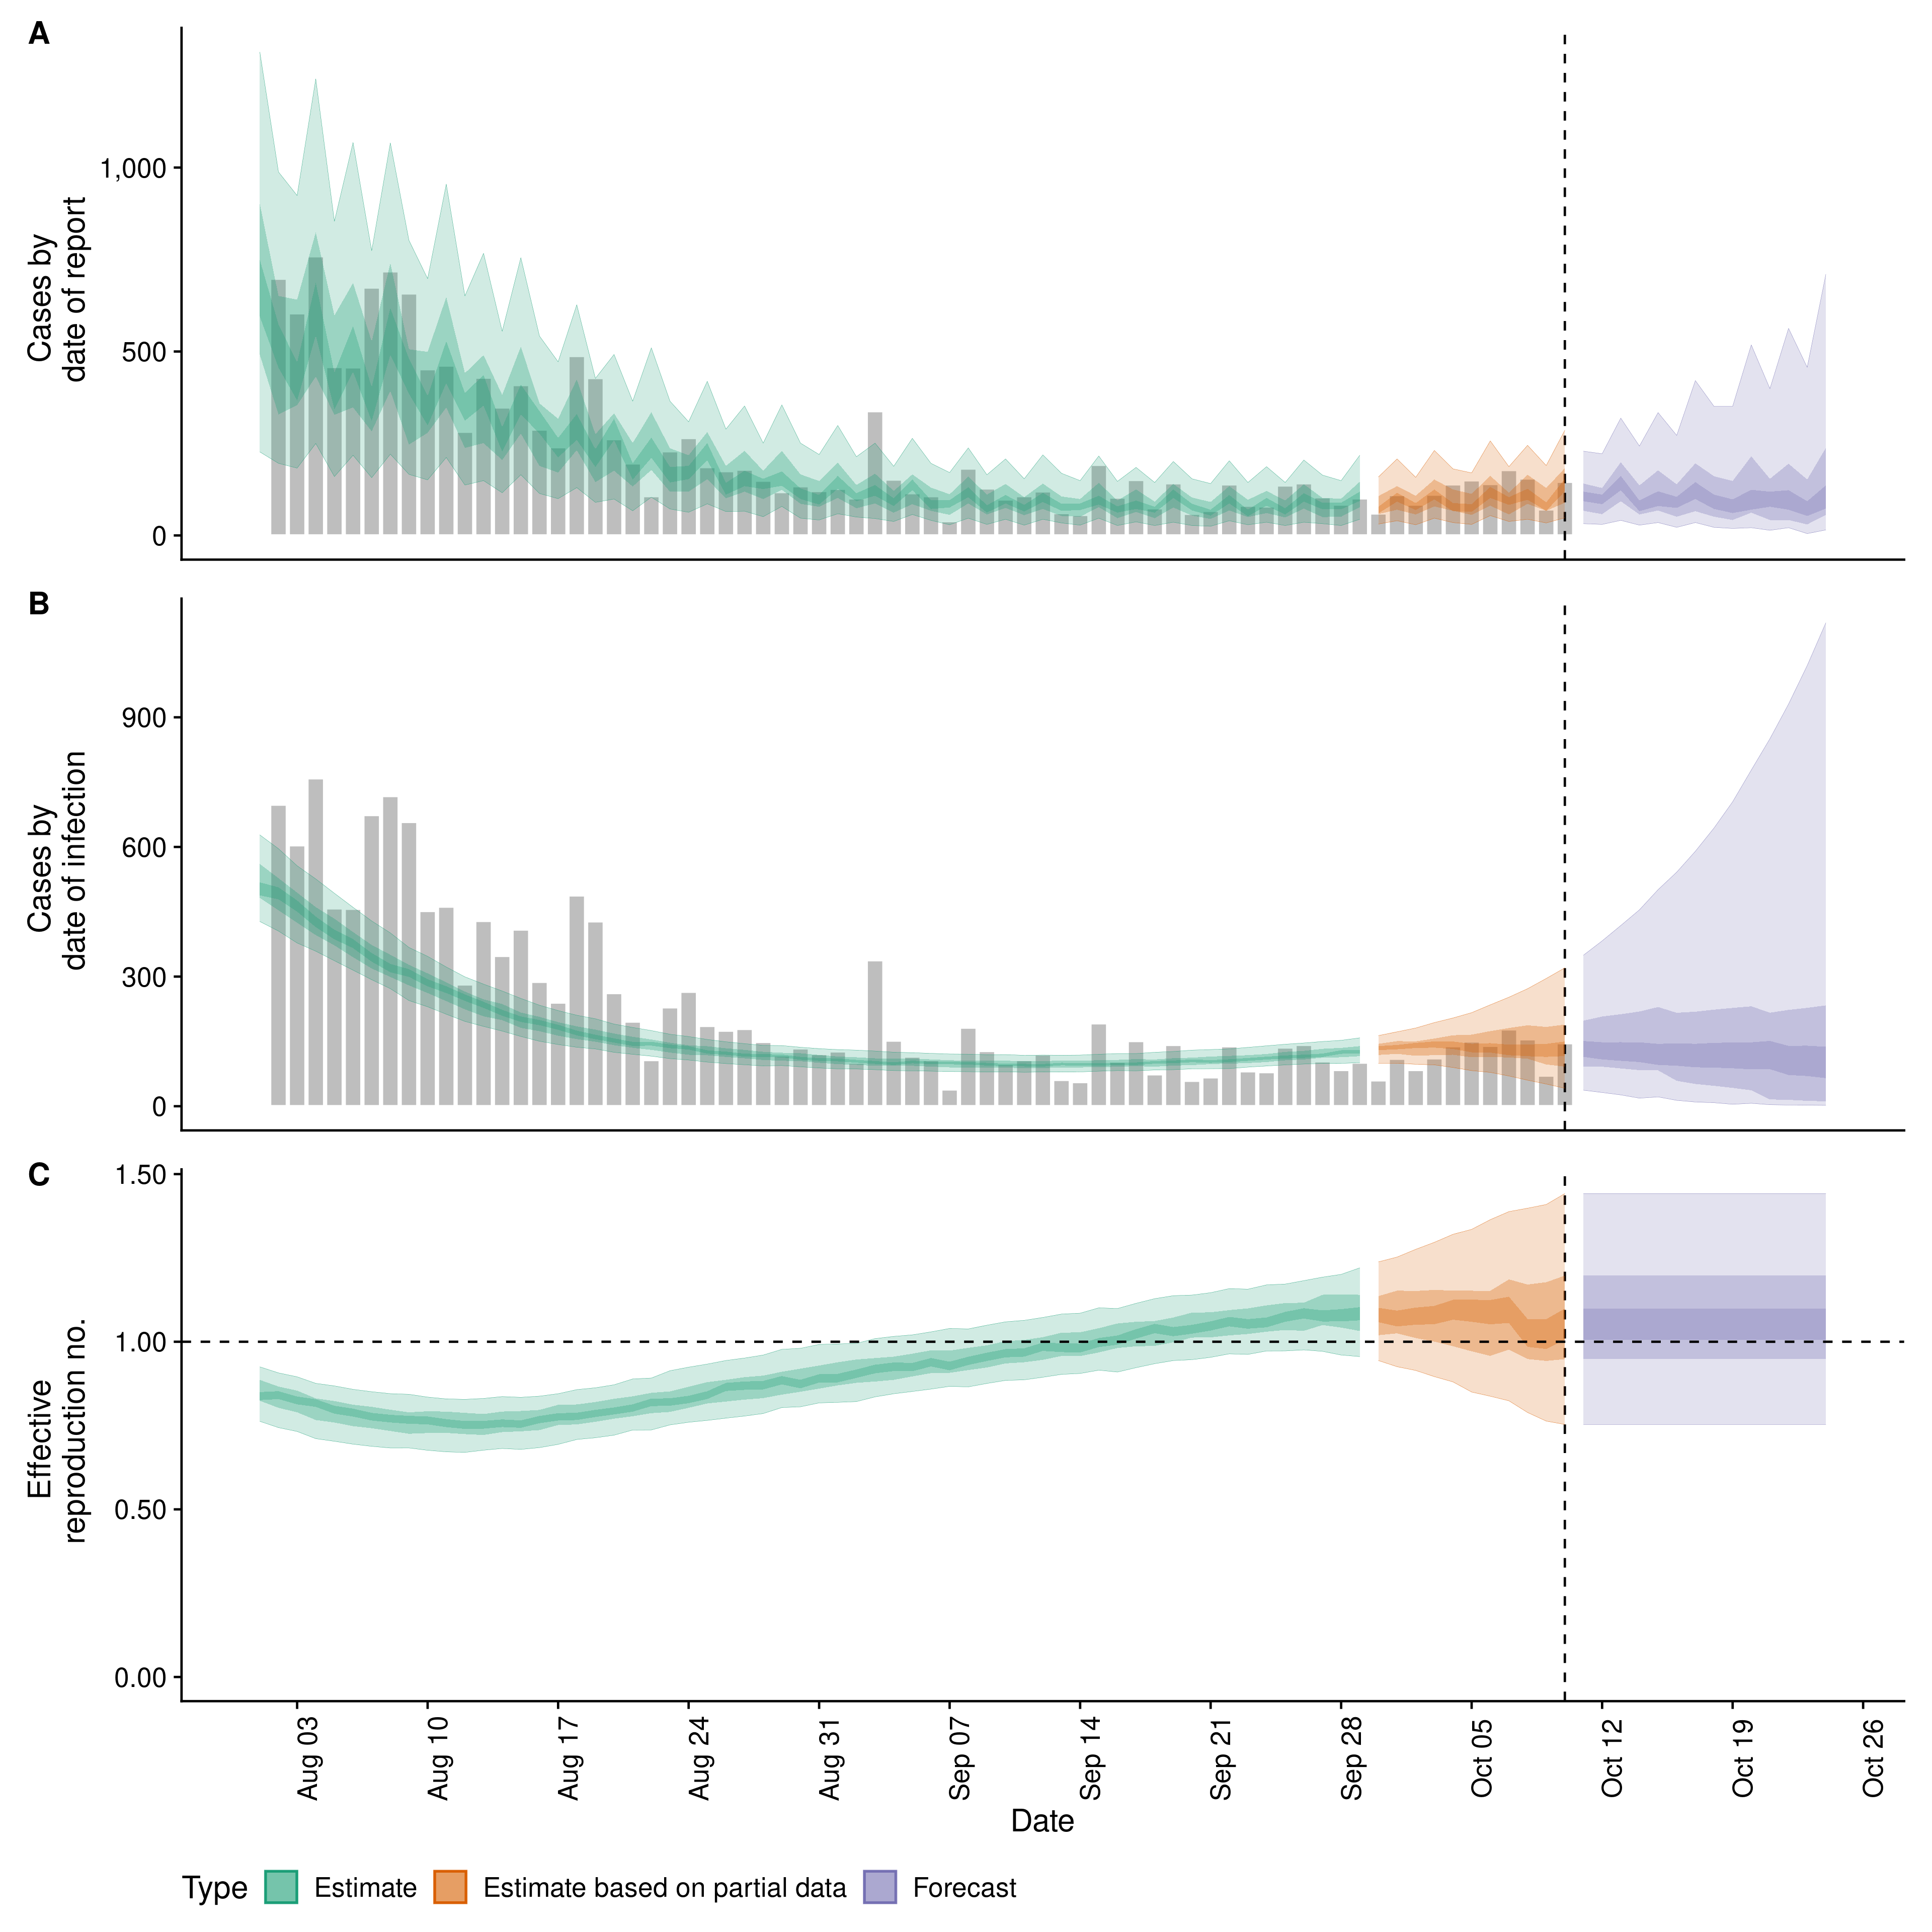 A
Cases by
date of report
1,000
500
0
B
Cases by
date of infection
900
600
300
0
C
Effective
reproduction no.
1.50
1.00
0.50
0.00
Aug 03
Aug 10
Aug 17
Aug 24
Aug 31
Sep 07
Sep 14
Sep 21
Sep 28
Oct 05
Oct 12
Oct 19
Oct 26
Date
Type Estimate Estimate based on partial data Forecast